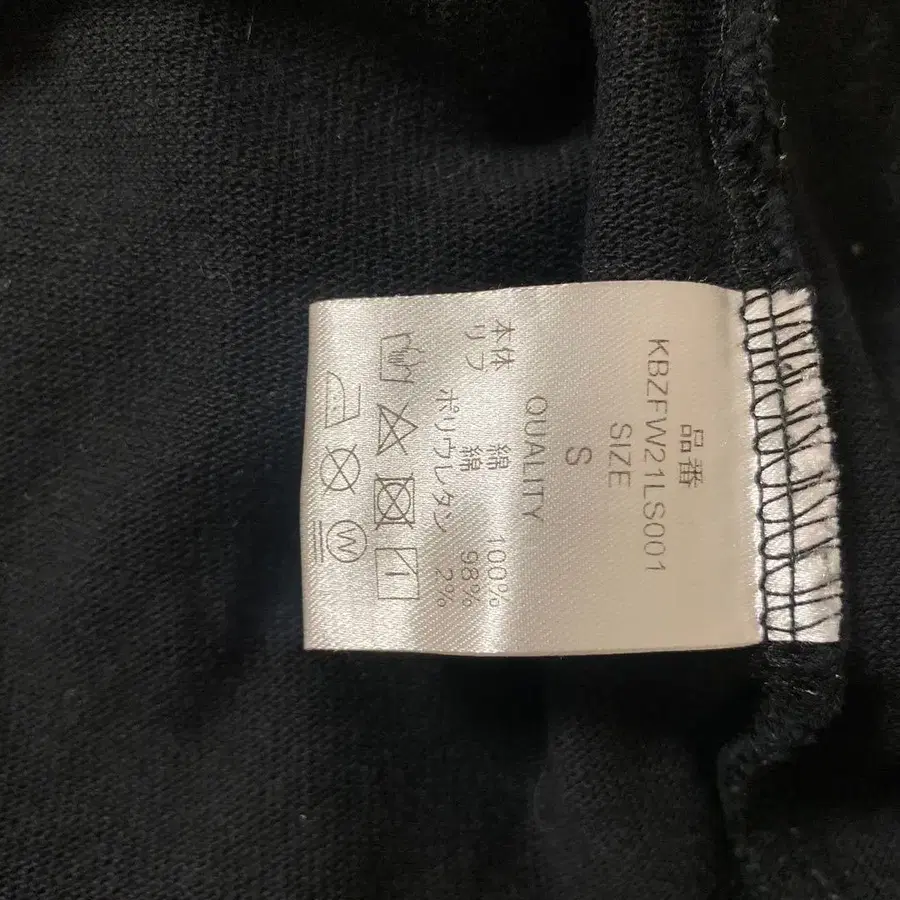 品番
KBZFW21LS001
SIZE
S
QUALITY
本体 綿 100%
リブ 綿 98%
ポリウレタン 2%
W